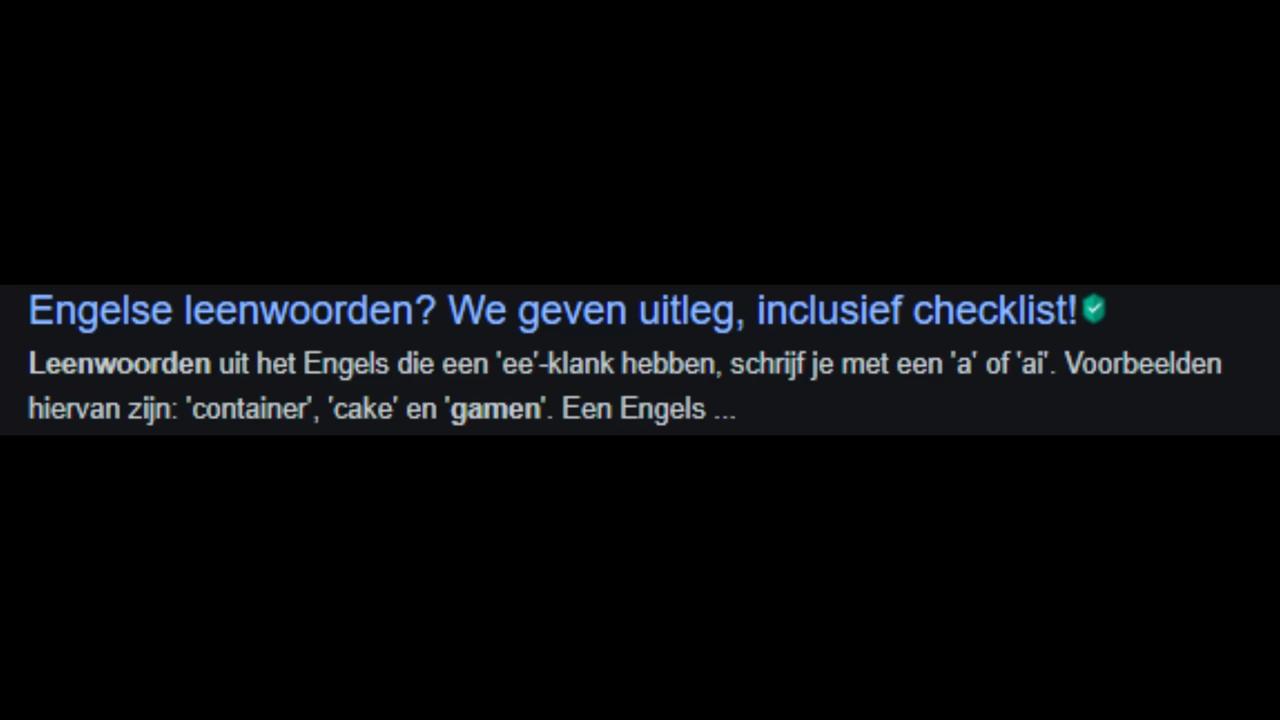 Engelse leenwoorden? We geven uitleg, inclusief checklist!
Leenwoorden uit het Engels die een 'ee'-klank hebben, schrijf je met een 'a' of 'ai'. Voorbeelden
hiervan zijn: 'container', 'cake' en 'gamen'. Een Engels ...